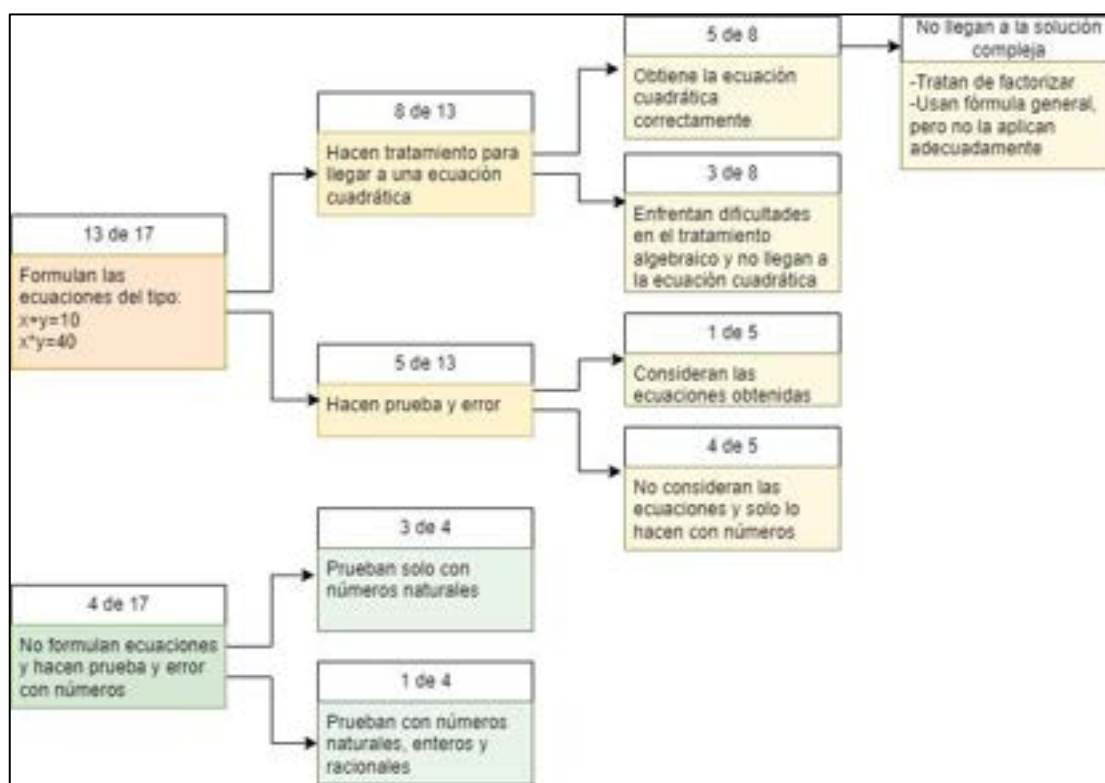 13 de 17
Formulan las
ecuaciones del tipo:
x+y=10
x*y=40
8 de 13
Hacen tratamiento para
llegar a una ecuación
cuadrática
5 de 8
Obtiene la ecuación
cuadrática
correctamente
No llegan a la solución
compleja
-Tratan de factorizar
-Usan fórmula general,
pero no la aplican
adecuadamente
3 de 8
Enfrentan dificultades
en el tratamiento
algebraico y no llegan a
la ecuación cuadrática
5 de 13
Hacen prueba y error
1 de 5
Consideran las
ecuaciones obtenidas
4 de 5
No consideran las
ecuaciones y solo lo
hacen con números
4 de 17
No formulan ecuaciones
y hacen prueba y error
con números
3 de 4
Prueban solo con
números naturales
1 de 4
Prueban con números
naturales, enteros y
racionales